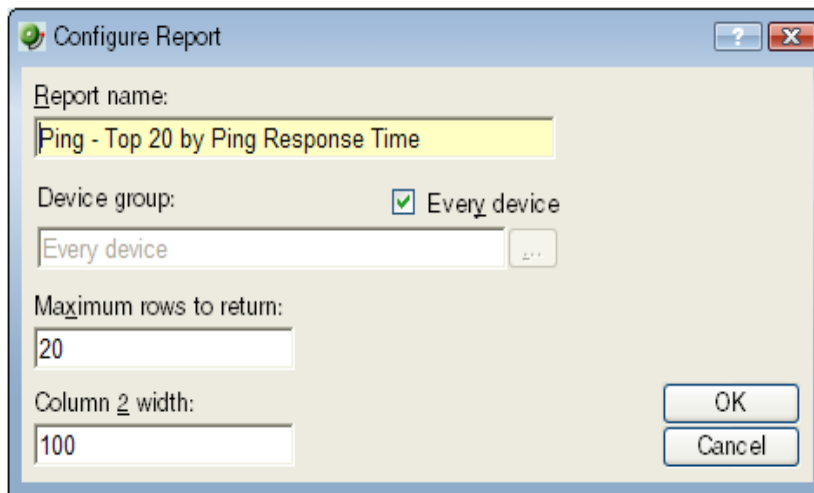 Configure Report
?
Report name:
Ping - Top 20 by Ping Response Time
Device group:
Every device
Every device
...
Maximum rows to return:
20
Column 2 width:
100
OK
Cancel